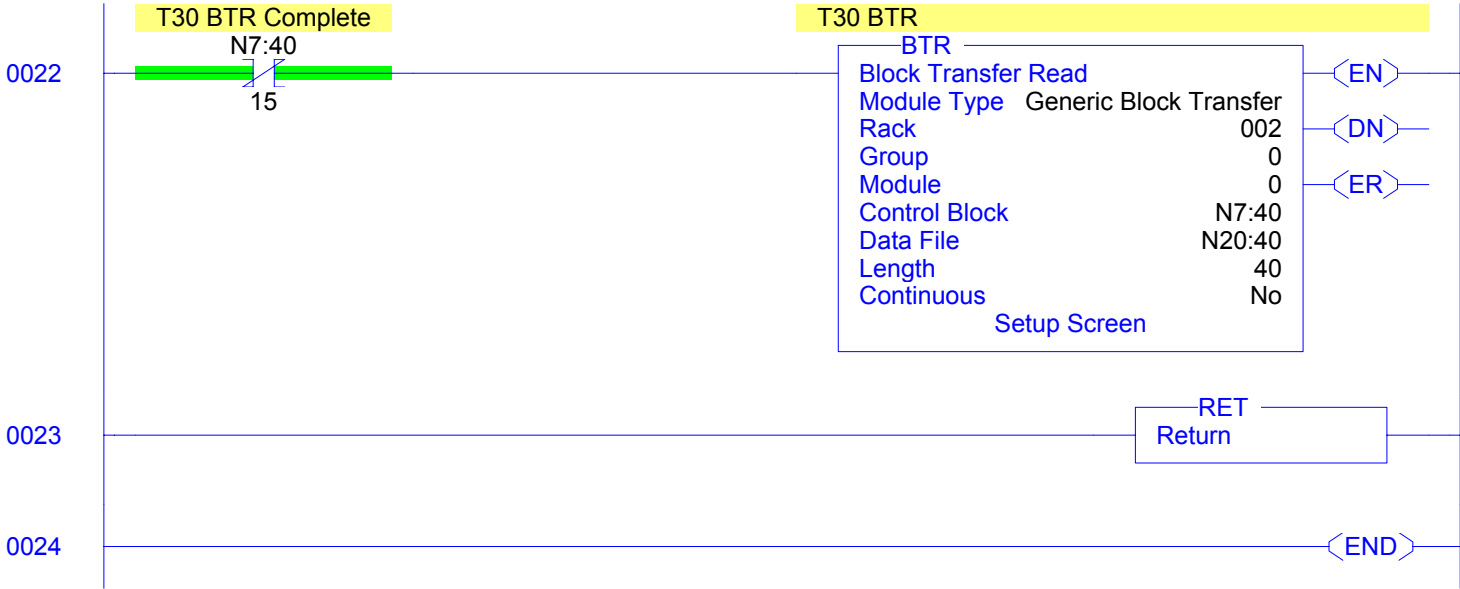 T30 BTR Complete
T30 BTR
N7:40
BTR
0022
15
Block Transfer Read
EN
Module Type Generic Block Transfer
Rack 002
DN
Group 0
Module 0
ER
Control Block N7:40
Data File N20:40
Length 40
Continuous No
Setup Screen
RET
0023
Return
0024
END